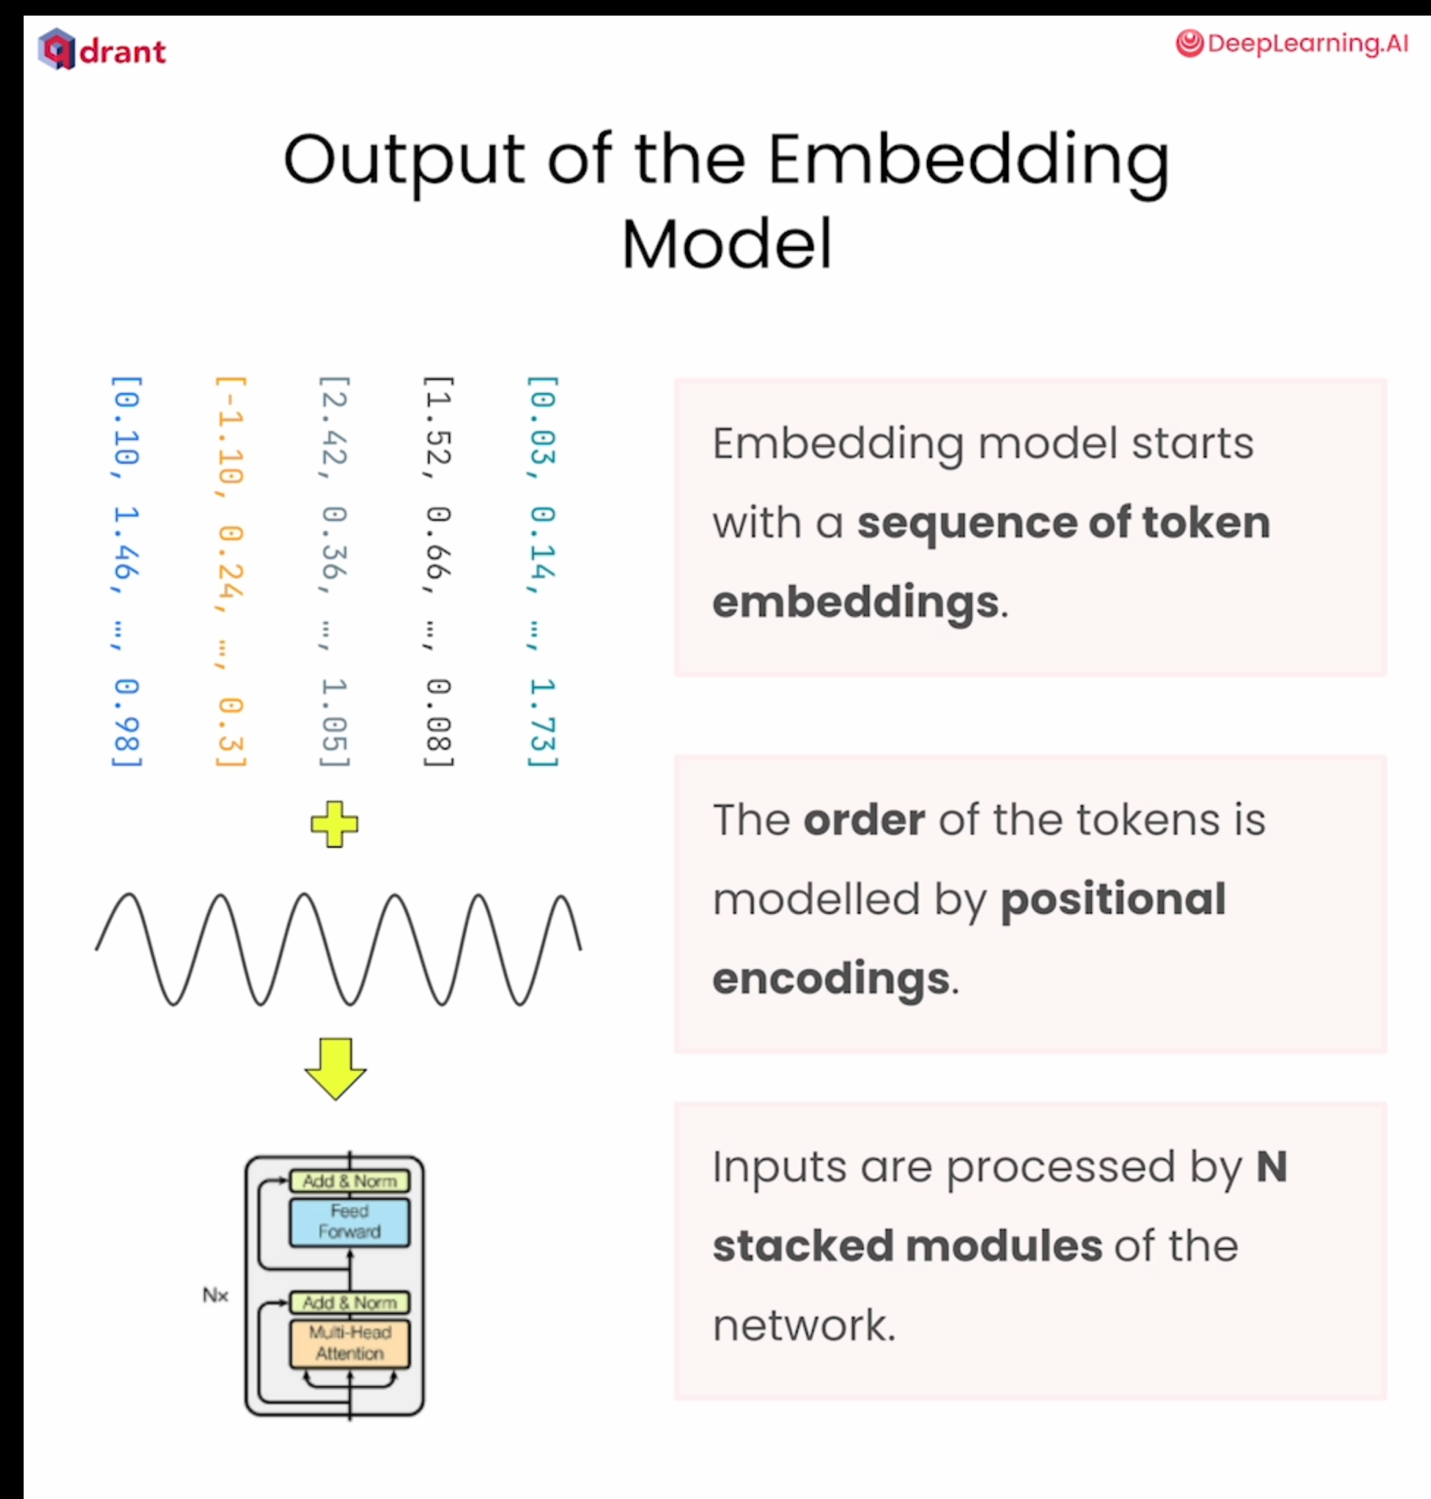 qdrant
DeepLearning.AI
Output of the Embedding
Model
[0.10, 1.46, …, 0.98]
[-1.10, 0.24, …, 0.3]
[2.42, 0.36, …, 1.05]
[1.52, 0.66, …, 0.08]
[0.03, 0.14, …, 1.73]
Embedding model starts
with a sequence of token
embeddings.
The order of the tokens is
modelled by positional
encodings.
Add & Norm
Feed
Forward
Nx
Add & Norm
Multi-Head
Attention
Inputs are processed by N
stacked modules of the
network.